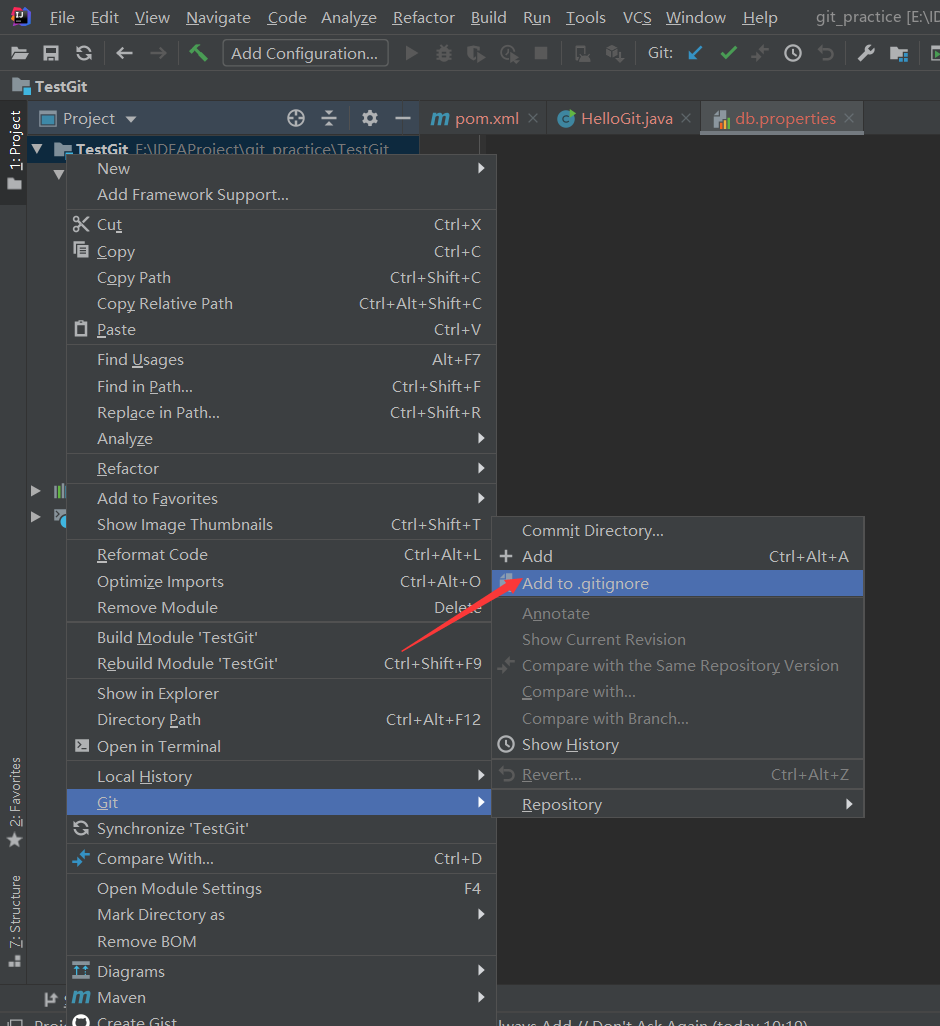 File Edit View Navigate Code Analyze Refactor Build Run Tools VCS Window Help git_practice [E:\ID
Add Configuration... Git:
TestGit
1: Project
Project
pom.xml
HelloGit.java
db.properties
TestGit E:\IDEAProject\git_practice\TestGit
New
Add Framework Support...
Cut Ctrl+X
Copy Ctrl+C
Copy Path Ctrl+Shift+C
Copy Relative Path Ctrl+Alt+Shift+C
Paste Ctrl+V
Find Usages Alt+F7
Find in Path... Ctrl+Shift+F
Replace in Path... Ctrl+Shift+R
Analyze
Refactor
Add to Favorites
Show Image Thumbnails Ctrl+Shift+T
Reformat Code Ctrl+Alt+L
Optimize Imports Ctrl+Alt+O
Remove Module Delete
Build Module 'TestGit'
Rebuild Module 'TestGit' Ctrl+Shift+F9
Show in Explorer
Directory Path Ctrl+Alt+F12
Open in Terminal
Local History
Git
Synchronize 'TestGit'
Compare With... Ctrl+D
Open Module Settings F4
Mark Directory as
Remove BOM
Diagrams
Maven
Create Gist
Commit Directory...
Add Ctrl+Alt+A
Add to .gitignore
Annotate
Show Current Revision
Compare with the Same Repository Version
Compare with...
Compare with Branch...
Show History
Revert... Ctrl+Alt+Z
Repository
2: Favorites
7: Structure
lways Add // Don't Ask Again (today 10:10)